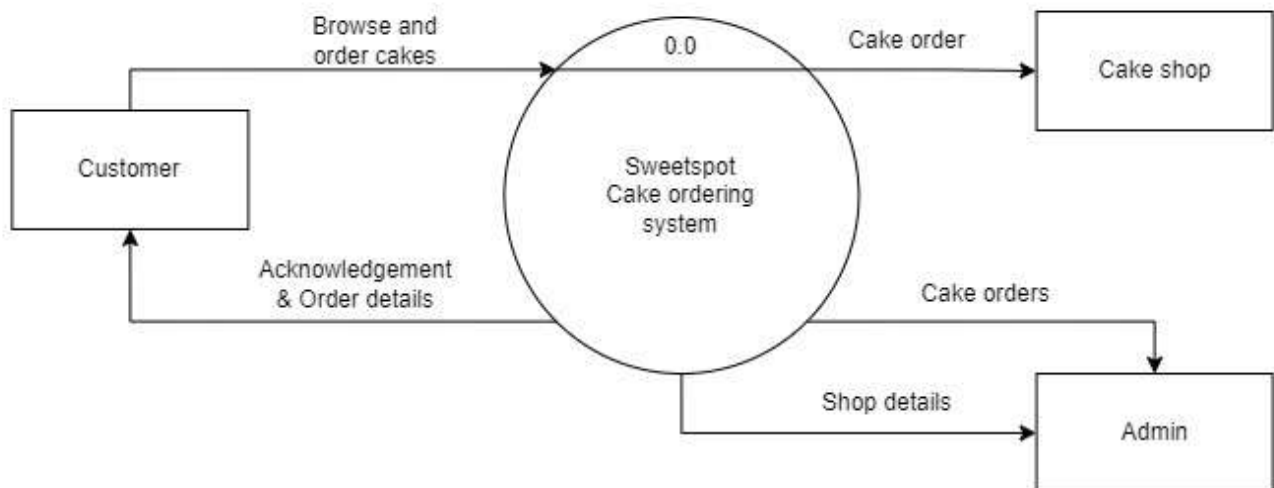 Browse and
order cakes
0.0
Cake order
Cake shop
Customer
Sweetspot
Cake ordering
system
Acknowledgement
& Order details
Cake orders
Shop details
Admin